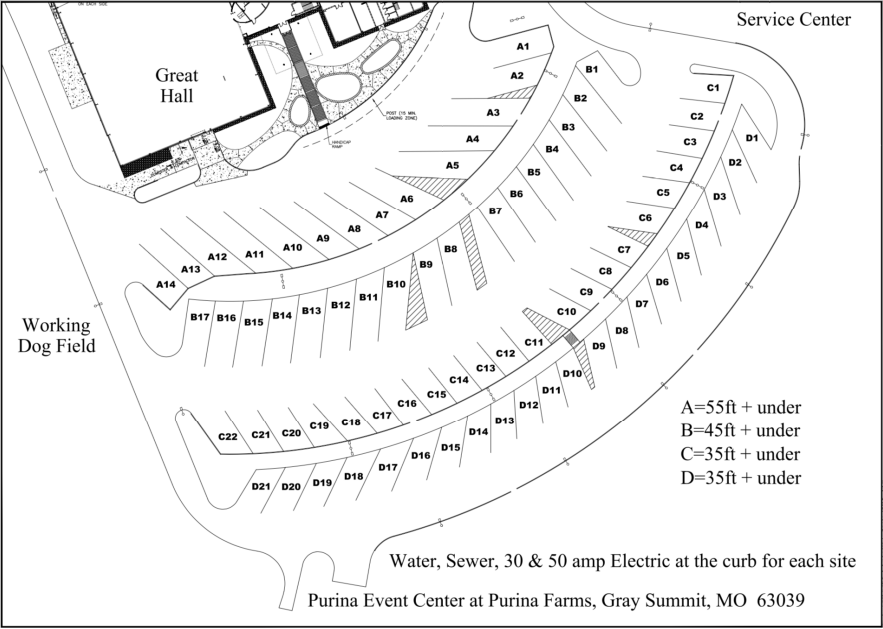 ON EACH SIDE
Service Center
Great
Hall
POST (15 MIN.
LOADING ZONE)
HANDICAP
RAMP
A1
A2
A3
A4
A5
A6
A7
A8
A9
A10
A11
A12
A13
A14
B1
B2
B3
B4
B5
B6
B7
B8
B9
B10
B11
B12
B13
B14
B15
B16
B17
C1
C2
C3
C4
C5
C6
C7
C8
C9
C10
C11
C12
C13
C14
C15
C16
C17
C18
C19
C20
C21
C22
D1
D2
D3
D4
D5
D6
D7
D8
D9
D10
D11
D12
D13
D14
D15
D16
D17
D18
D19
D20
D21
Working
Dog Field
A=55ft + under
B=45ft + under
C=35ft + under
D=35ft + under
Water, Sewer, 30 & 50 amp Electric at the curb for each site
Purina Event Center at Purina Farms, Gray Summit, MO 63039